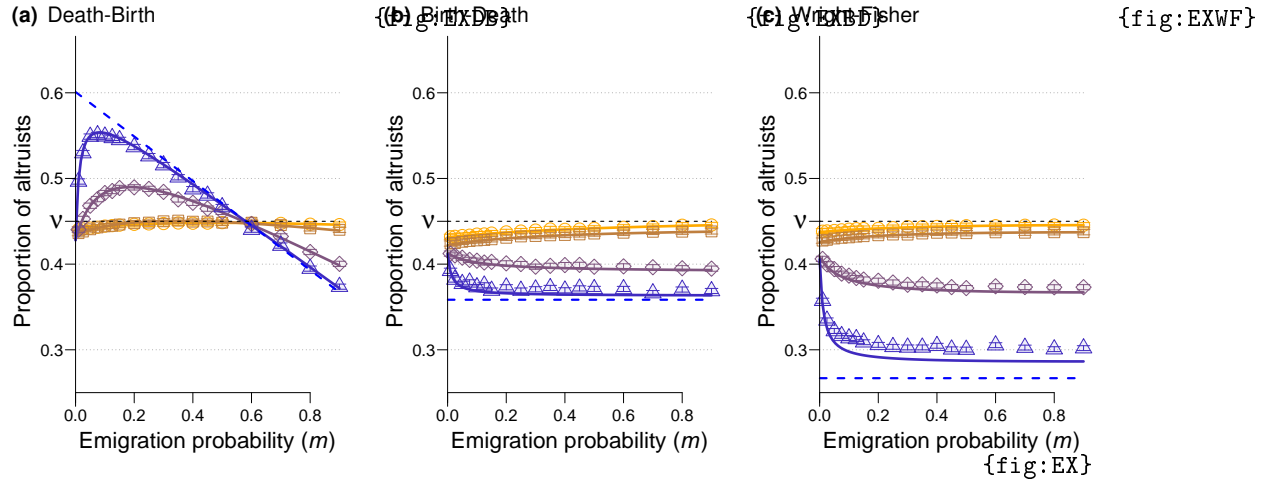 (a) Death-Birth
{fig:EXDB}
(b) Birth-Death
{fig:EXBD}
(c) Wright-Fisher
{fig:EXWF}
Proportion of altruists
0.6
0.5
ν
0.4
0.3
0.0 0.2 0.4 0.6 0.8
Emigration probability (m)
Proportion of altruists
0.6
0.5
ν
0.4
0.3
0.0 0.2 0.4 0.6 0.8
Emigration probability (m)
Proportion of altruists
0.6
0.5
ν
0.4
0.3
0.0 0.2 0.4 0.6 0.8
Emigration probability (m)
{fig:EX}